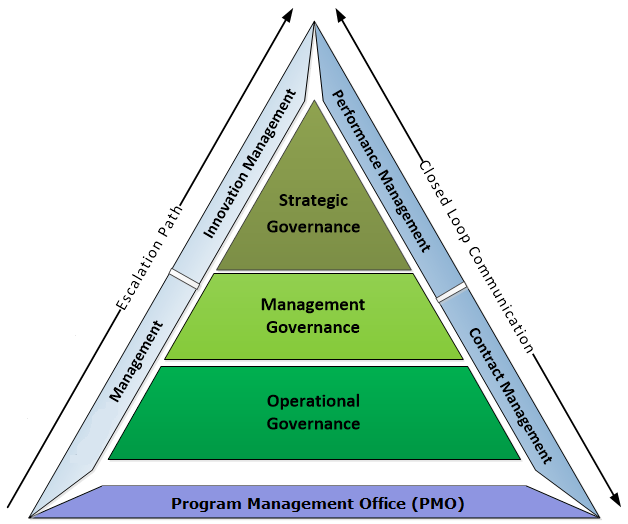 Escalation Path
Innovation Management
Management
Performance Management
Closed Loop Communication
Contract Management
Strategic
Governance
Management
Governance
Operational
Governance
Program Management Office (PMO)